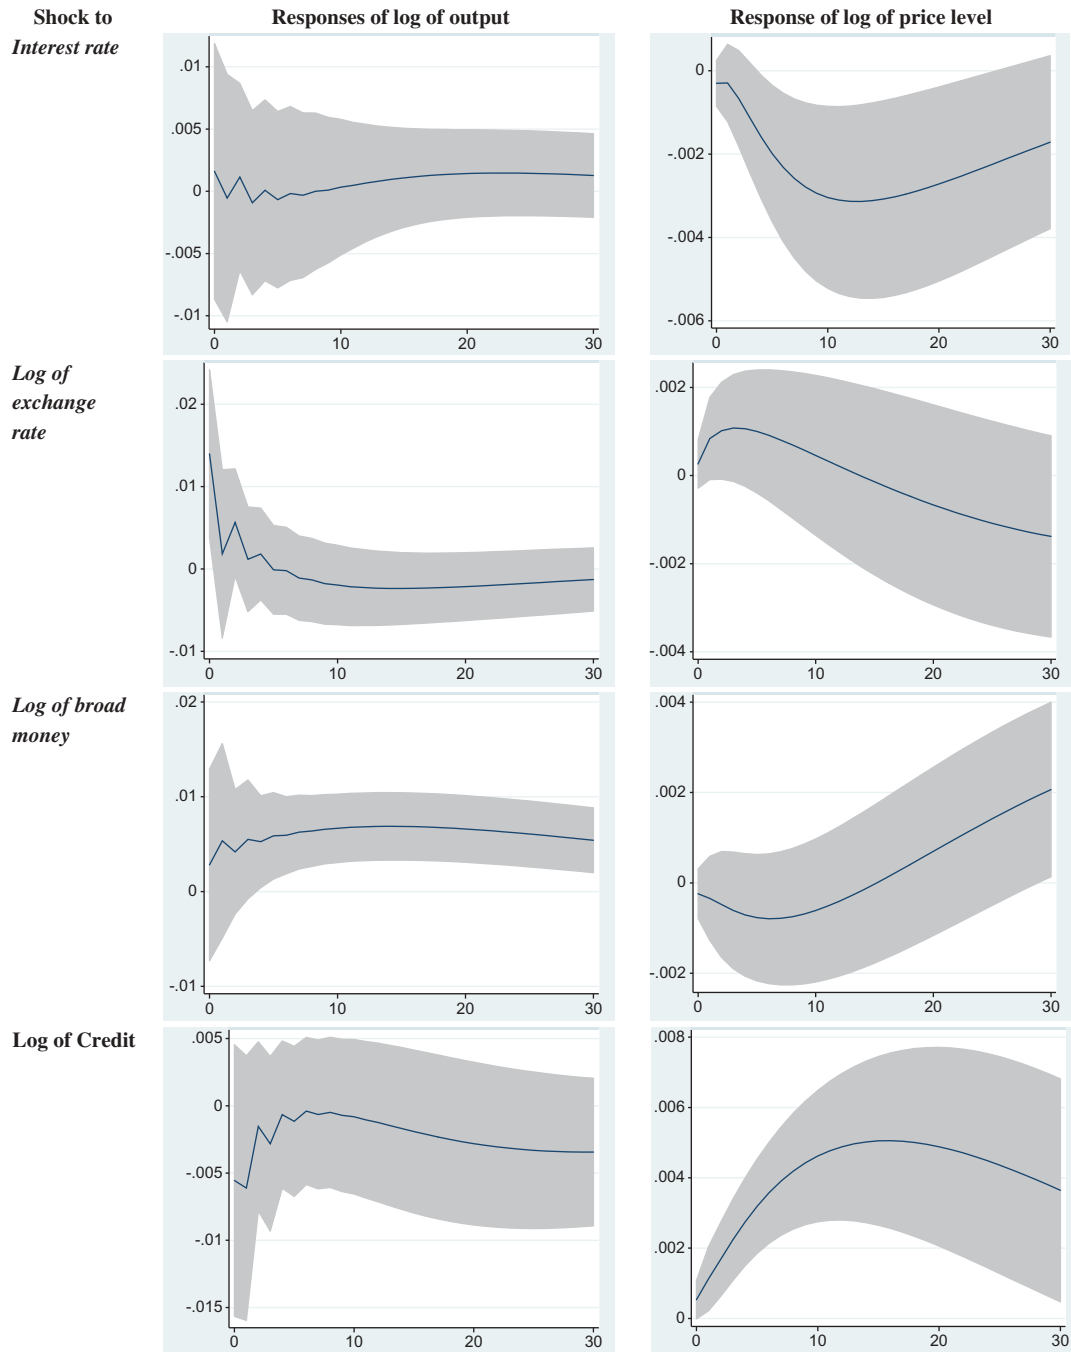 Shock to Responses of log of output Response of log of price level
Interest rate
.01
.005
0
-.005
-.01
0 10 20 30
0
-.002
-.004
-.006
0 10 20 30
Log of
exchange
rate
.02
.01
0
-.01
0 10 20 30
.002
0
-.002
-.004
0 10 20 30
Log of broad
money
.02
.01
0
-.01
0 10 20 30
.004
.002
0
-.002
0 10 20 30
Log of Credit
.005
0
-.005
-.01
-.015
0 10 20 30
.008
.006
.004
.002
0
0 10 20 30